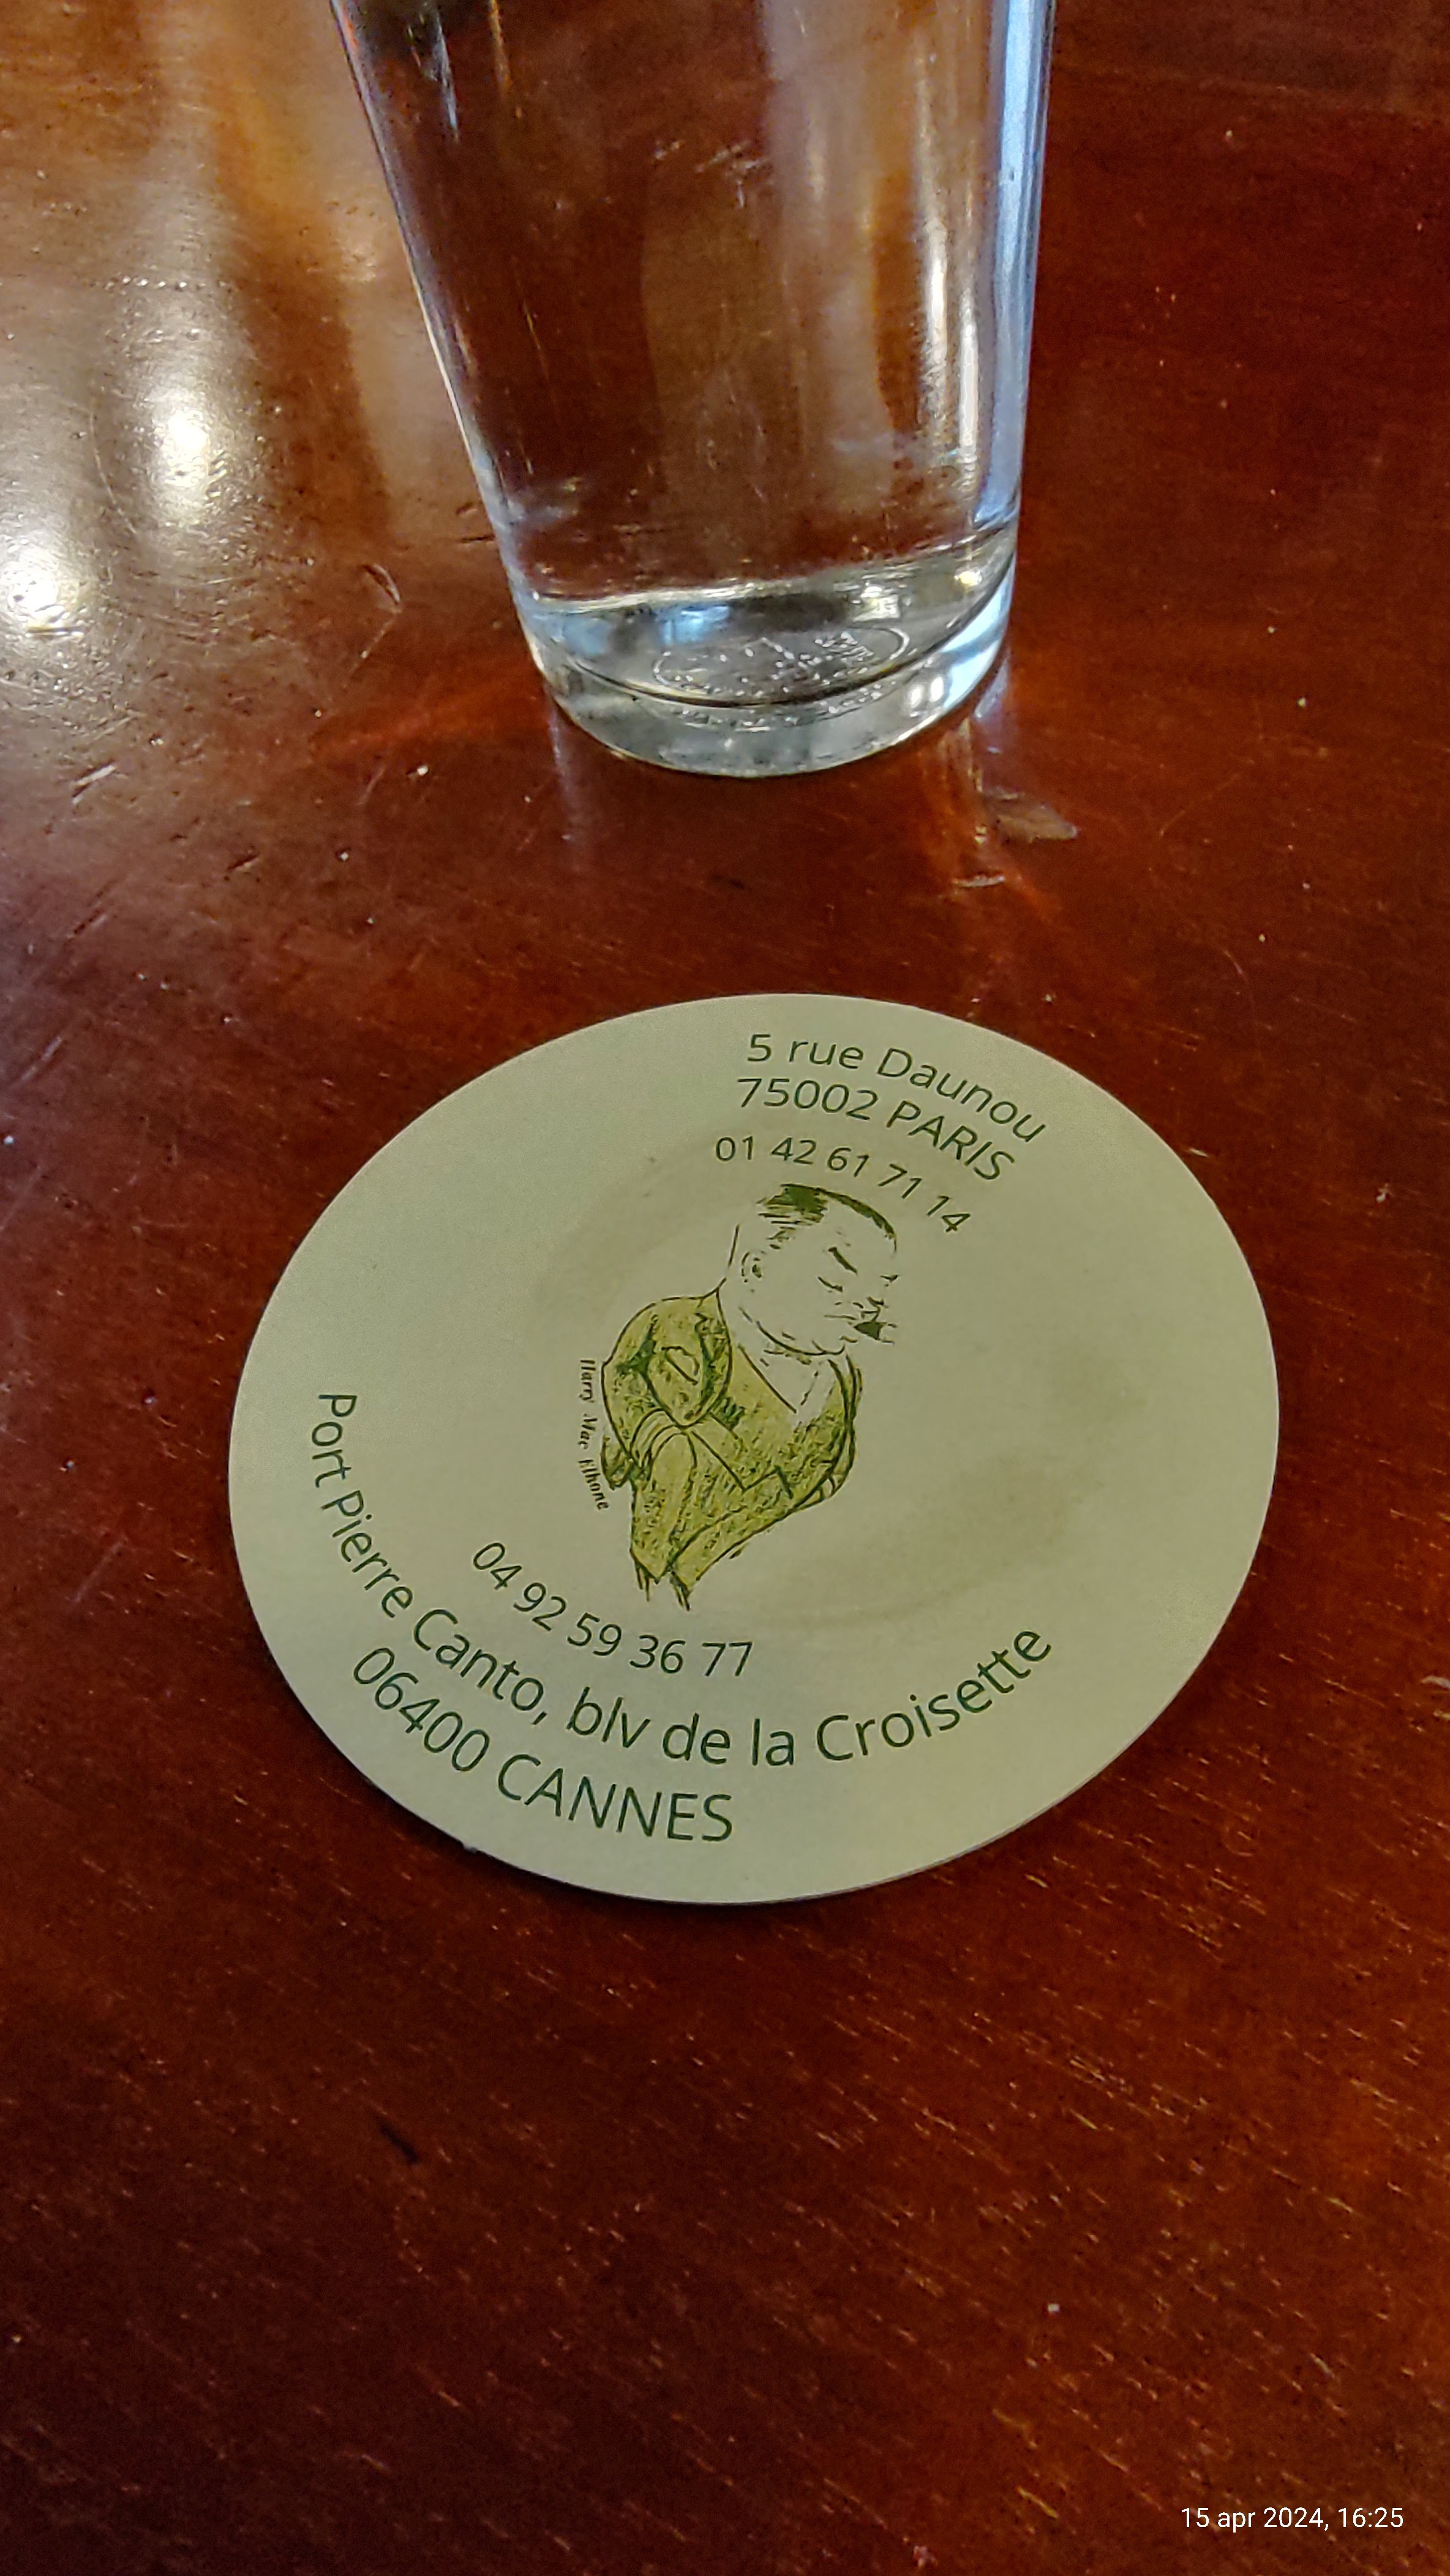 5 rue Daunou
75002 PARIS
01 42 61 71 14
Harry Mac Elhone
04 92 59 36 77
Port Pierre Canto, blv de la Croisette
06400 CANNES
15 apr 2024, 16:25